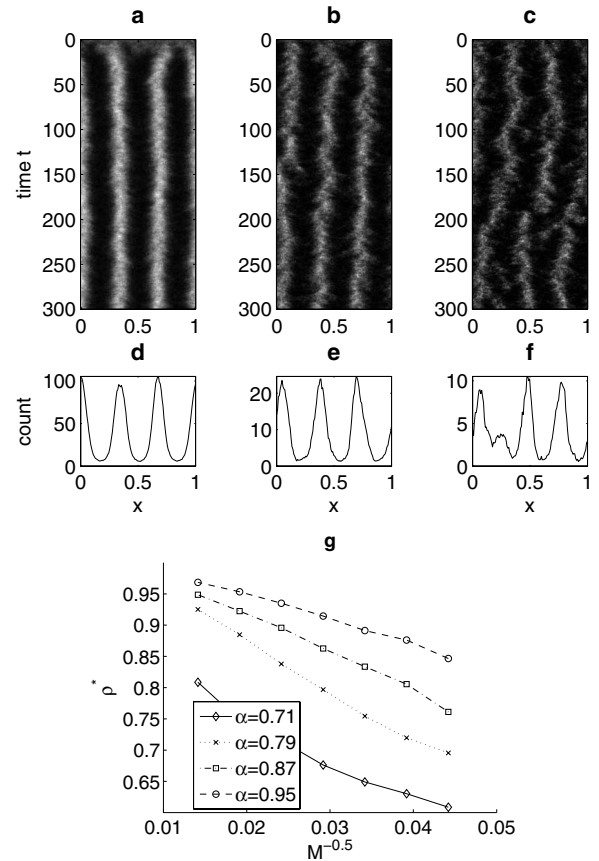 a b c
0 50 100 150 200 250 300
time t
0 0.5 1
0 50 100 150 200 250 300
0 0.5 1
0 50 100 150 200 250 300
0 0.5 1
d e f
100 50 0
count
0 0.5 1
x
20 10 0
0 0.5 1
x
10 5 0
0 0.5 1
x
g
0.95
0.9
0.85
0.8
0.75
0.7
0.65
ρ*
α=0.71
α=0.79
α=0.87
α=0.95
0.01 0.02 0.03 0.04 0.05
M^-0.5